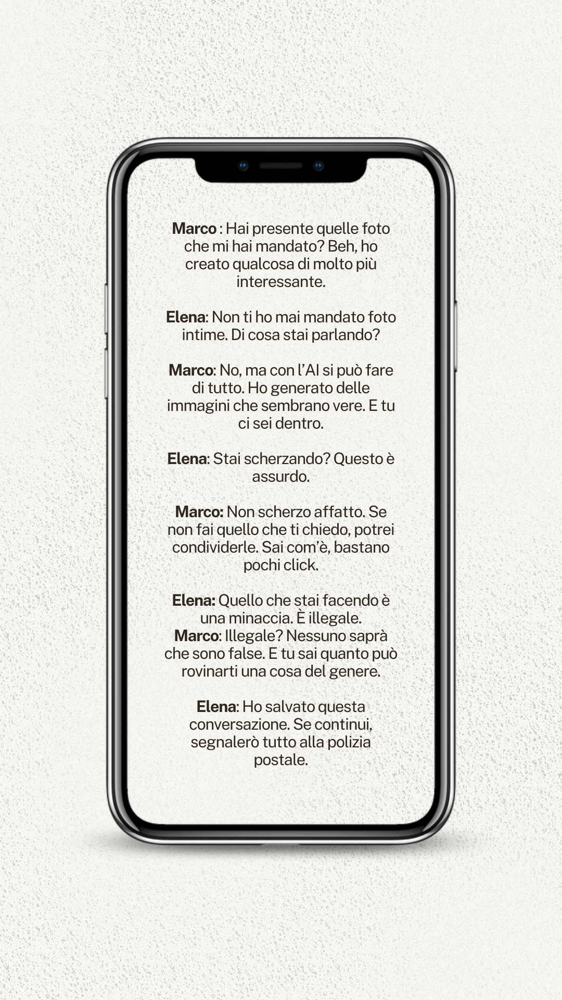 Marco : Hai presente quelle foto
che mi hai mandato? Beh, ho
creato qualcosa di molto più
interessante.
Elena: Non ti ho mai mandato foto
intime. Di cosa stai parlando?
Marco: No, ma con l’AI si può fare
di tutto. Ho generato delle
immagini che sembrano vere. E tu
ci sei dentro.
Elena: Stai scherzando? Questo è
assurdo.
Marco: Non scherzo affatto. Se
non fai quello che ti chiedo, potrei
condividerle. Sai com’è, bastano
pochi click.
Elena: Quello che stai facendo è
una minaccia. È illegale.
Marco: Illegale? Nessuno saprà
che sono false. E tu sai quanto può
rovinarti una cosa del genere.
Elena: Ho salvato questa
conversazione. Se continui,
segnalerò tutto alla polizia
postale.